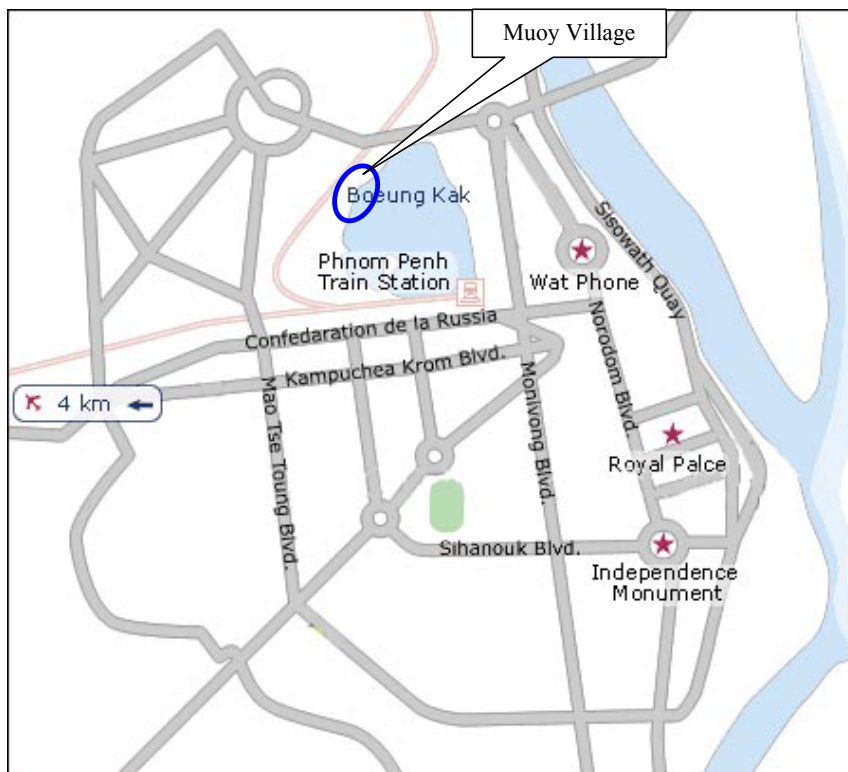 Muoy Village
Boeung Kak
Sisowath Quay
Phnom Penh
Train Station
Wat Phone
Confedaration de la Russia
Norodom Blvd.
Kampuchea Krom Blvd.
Monivong Blvd.
Mao Tse Toung Blvd.
4 km
Royal Palce
Sihanouk Blvd.
Independence
Monument